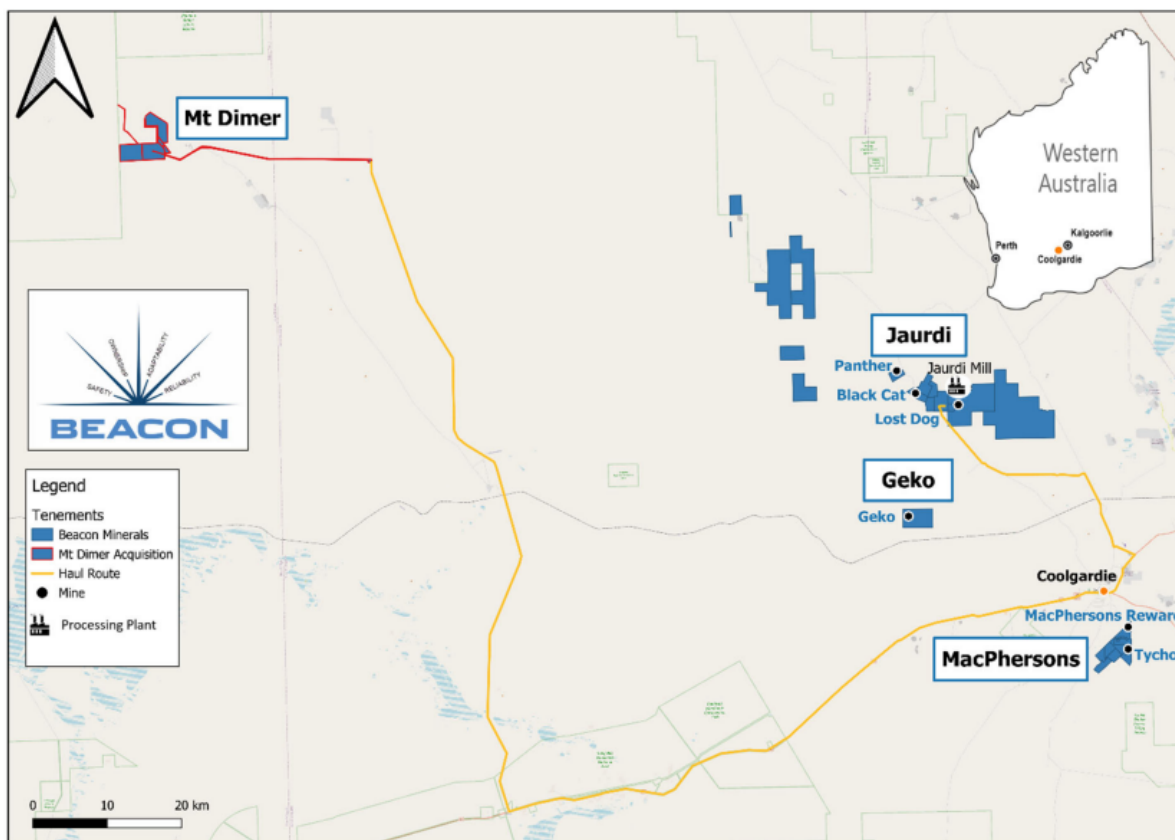 Mt Dimer
Western
Australia
Perth
Kalgoorlie
Coolgardie
SAFETY
OWNERSHIP
ADAPTABILITY
RELIABILITY
BEACON
Jaurdi
Panther
Jaurdi Mill
Black Cat
Lost Dog
Geko
Geko
Legend
Tenements
Beacon Minerals
Mt Dimer Acquisition
Haul Route
Mine
Processing Plant
Coolgardie
MacPhersons Reward
MacPhersons
Tycho
0 10 20 km